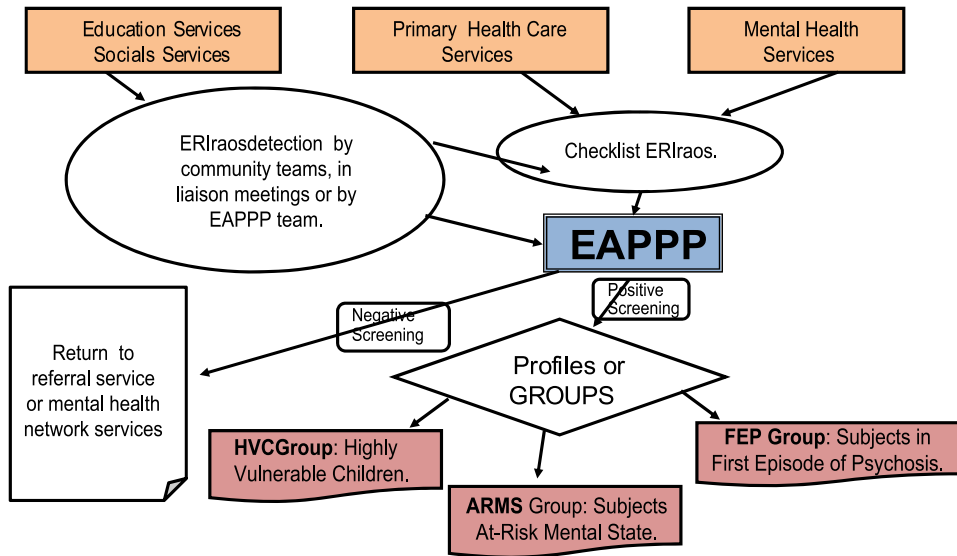 Education Services
Socials Services
Primary Health Care
Services
Mental Health
Services
ERIraosdetection by
community teams, in
liaison meetings or by
EAPPP team.
Checklist ERIraos.
EAPPP
Negative
Screening
Positive
Screening
Return to
referral service
or mental health
network services
Profiles or
GROUPS
HVCGroup: Highly
Vulnerable Children.
ARMS Group: Subjects
At-Risk Mental State.
FEP Group: Subjects in
First Episode of Psychosis.